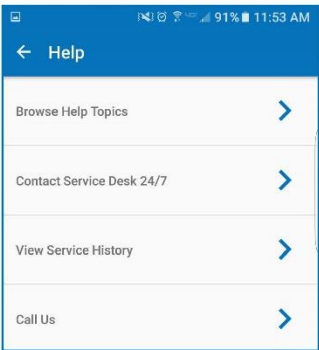 91% 11:53 AM
Help
Browse Help Topics
Contact Service Desk 24/7
View Service History
Call Us